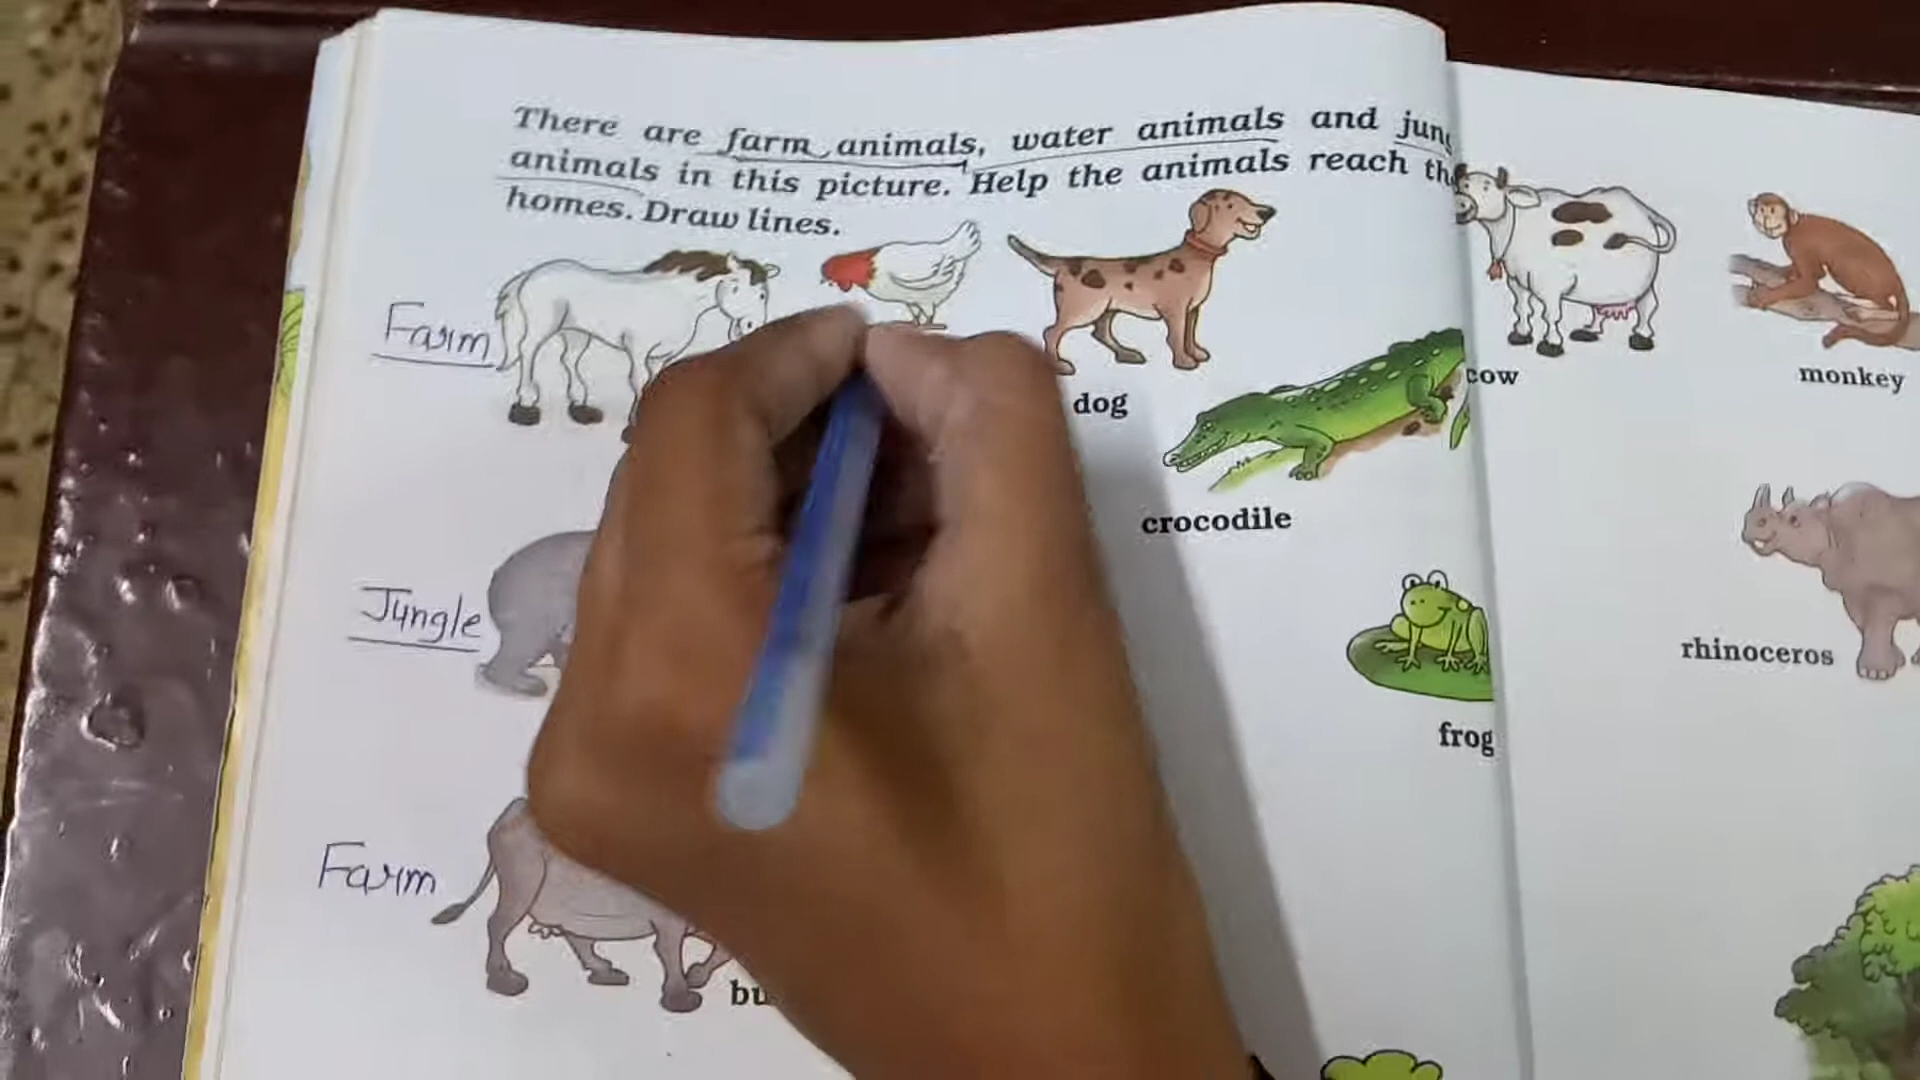 There are farm animals, water animals and jung
animals in this picture. Help the animals reach th
homes. Draw lines.
Farm
dog
cow
monkey
crocodile
Jungle
rhinoceros
frog
Farm
bu